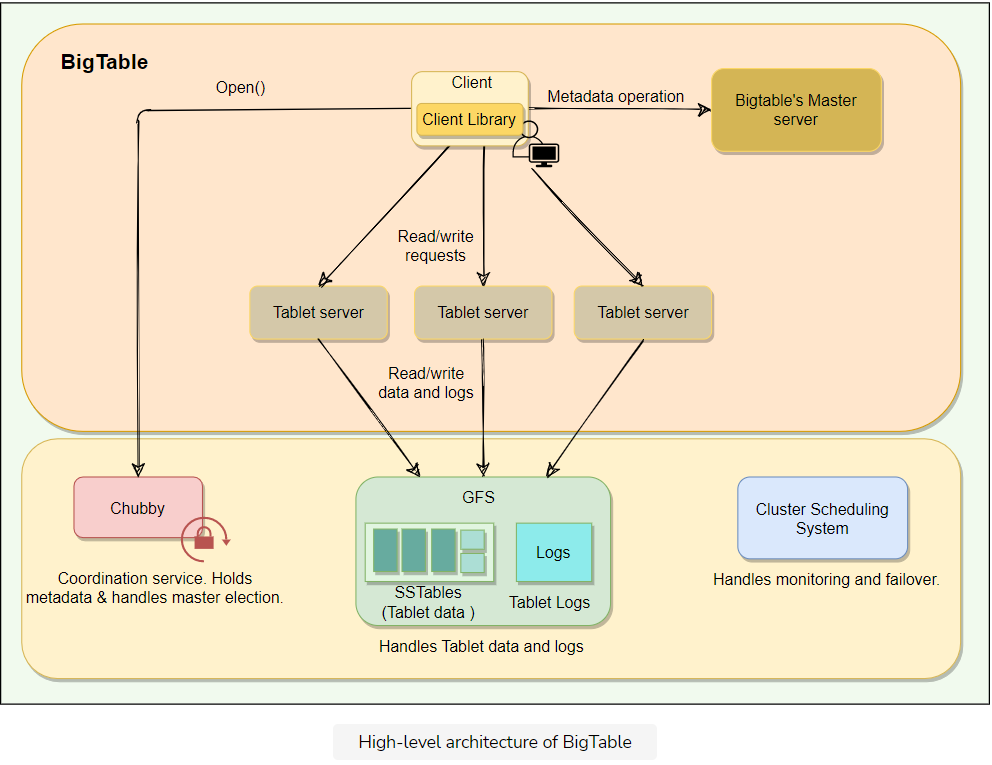 BigTable
Open()
Client
Client Library
Metadata operation
Bigtable's Master
server
Read/write
requests
Tablet server
Tablet server
Tablet server
Read/write
data and logs
Chubby
Coordination service. Holds
metadata & handles master election.
GFS
SSTables
(Tablet data )
Logs
Tablet Logs
Handles Tablet data and logs
Cluster Scheduling
System
Handles monitoring and failover.
High-level architecture of BigTable